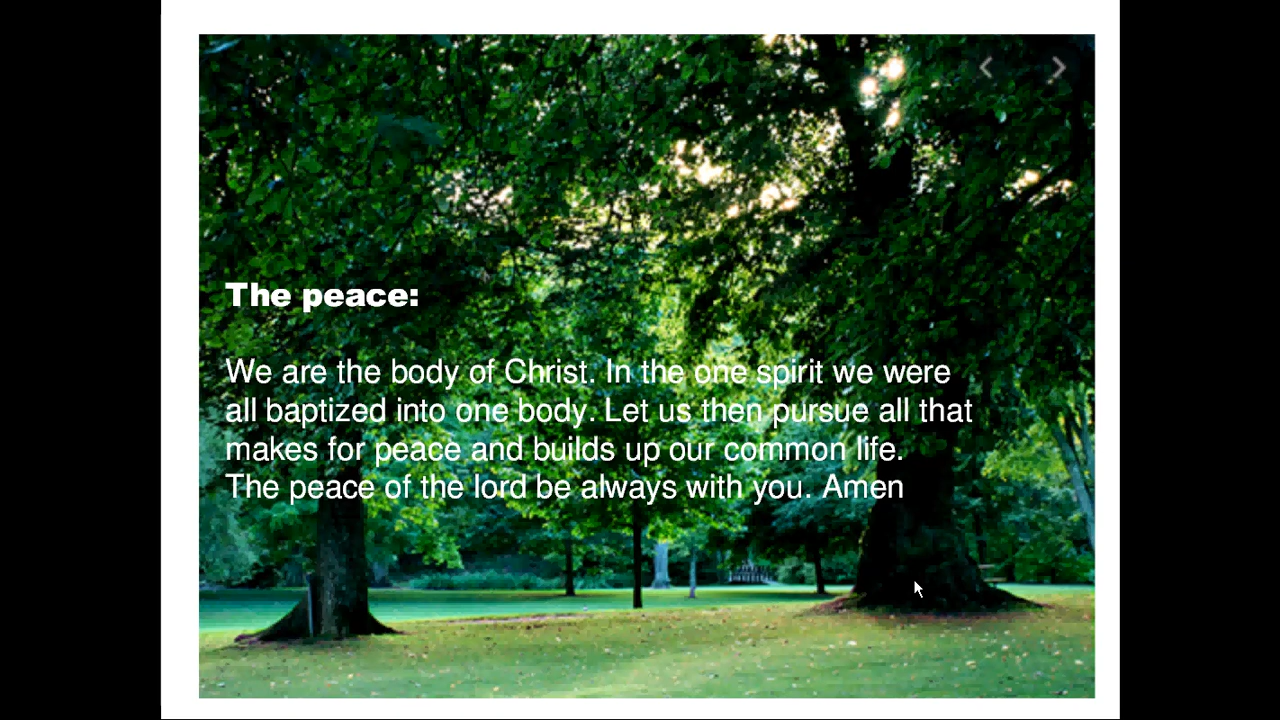 The peace:
We are the body of Christ. In the one spirit we were
all baptized into one body. Let us then pursue all that
makes for peace and builds up our common life.
The peace of the lord be always with you. Amen